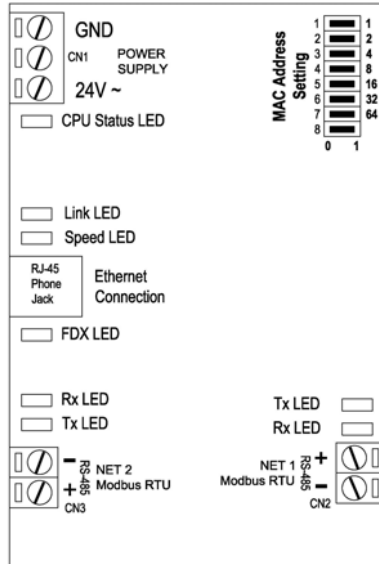 GND
CN1 POWER
SUPPLY
24V ~
CPU Status LED
MAC Address
Setting
1 1
2 2
3 4
4 8
5 16
6 32
7 64
8
0 1
Link LED
Speed LED
RJ-45
Phone
Jack
Ethernet
Connection
FDX LED
Rx LED
Tx LED
Tx LED
Rx LED
− RS-485 NET 2
+ Modbus RTU
CN3
NET 1 RS-485 +
Modbus RTU −
CN2